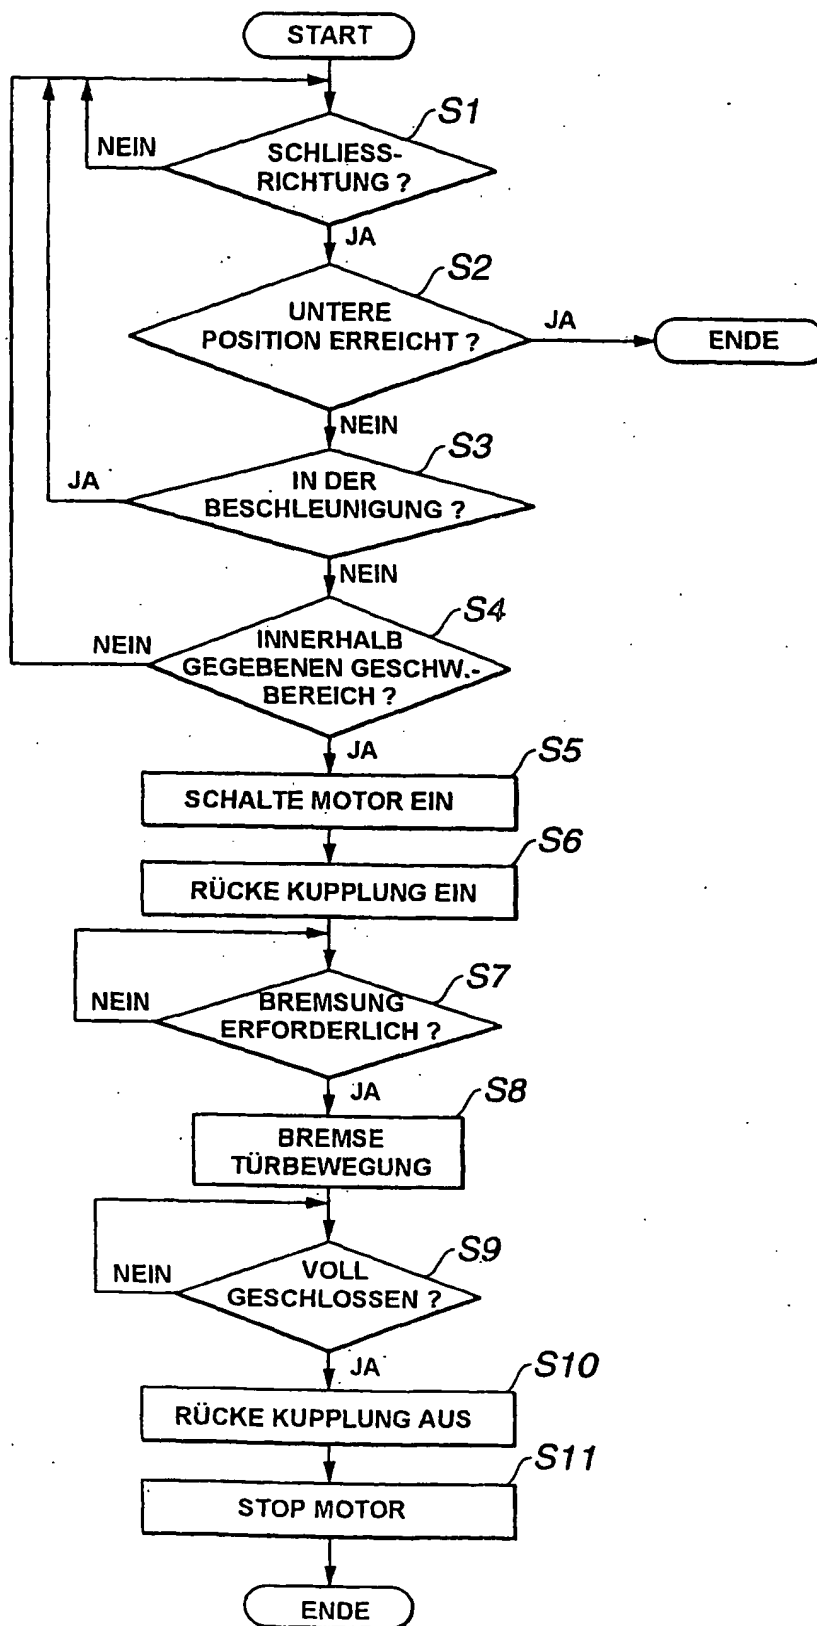 START
S1
NEIN
SCHLIESS-
RICHTUNG ?
JA
S2
UNTERE
POSITION ERREICHT ?
JA
ENDE
NEIN
S3
JA
IN DER
BESCHLEUNIGUNG ?
NEIN
S4
NEIN
INNERHALB
GEGEBENEN GESCHW.-
BEREICH ?
JA
S5
SCHALTE MOTOR EIN
S6
RÜCKE KUPPLUNG EIN
S7
NEIN
BREMSUNG
ERFORDERLICH ?
JA
S8
BREMSE
TÜRBEWEGUNG
S9
NEIN
VOLL
GESCHLOSSEN ?
JA
S10
RÜCKE KUPPLUNG AUS
S11
STOP MOTOR
ENDE